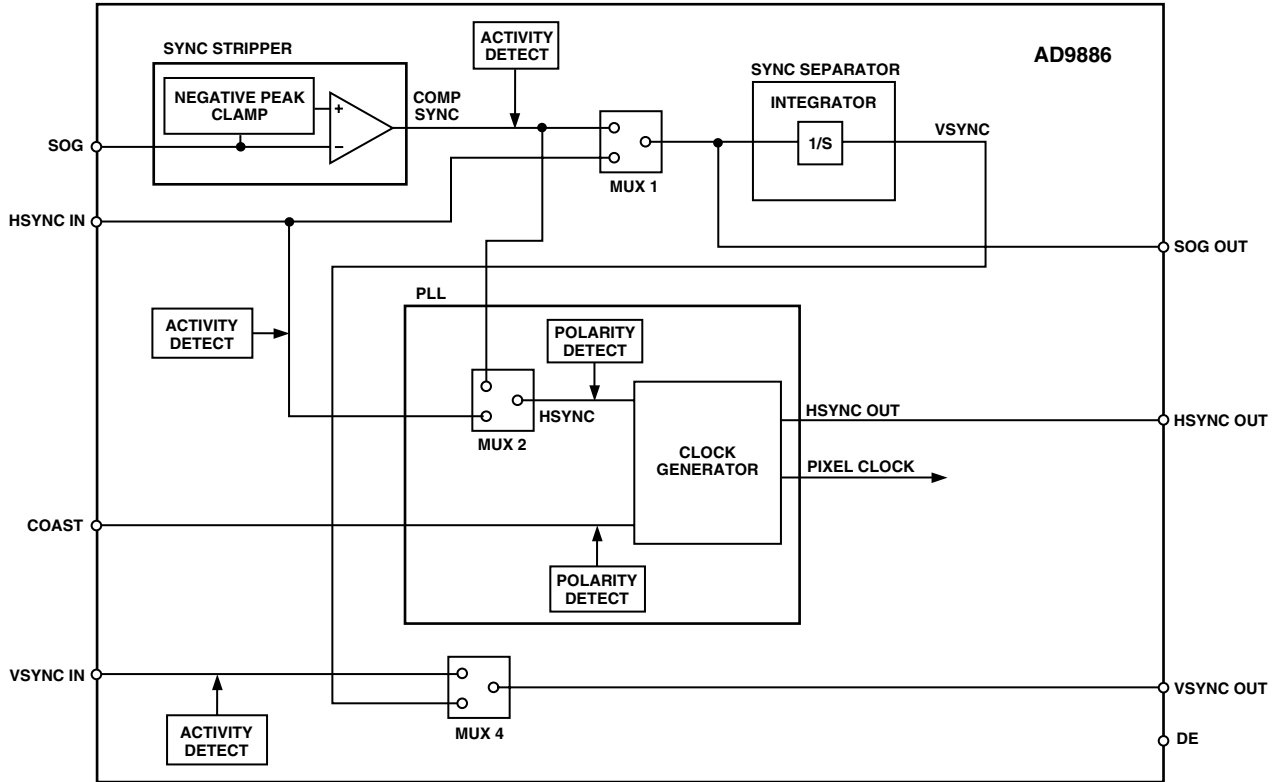 AD9886
SYNC STRIPPER
NEGATIVE PEAK
CLAMP
+
−
COMP
SYNC
ACTIVITY
DETECT
MUX 1
SYNC SEPARATOR
INTEGRATOR
1/S
VSYNC
SOG
HSYNC IN
SOG OUT
ACTIVITY
DETECT
PLL
POLARITY
DETECT
HSYNC
MUX 2
CLOCK
GENERATOR
HSYNC OUT
HSYNC OUT
PIXEL CLOCK
COAST
POLARITY
DETECT
VSYNC IN
ACTIVITY
DETECT
MUX 4
VSYNC OUT
DE